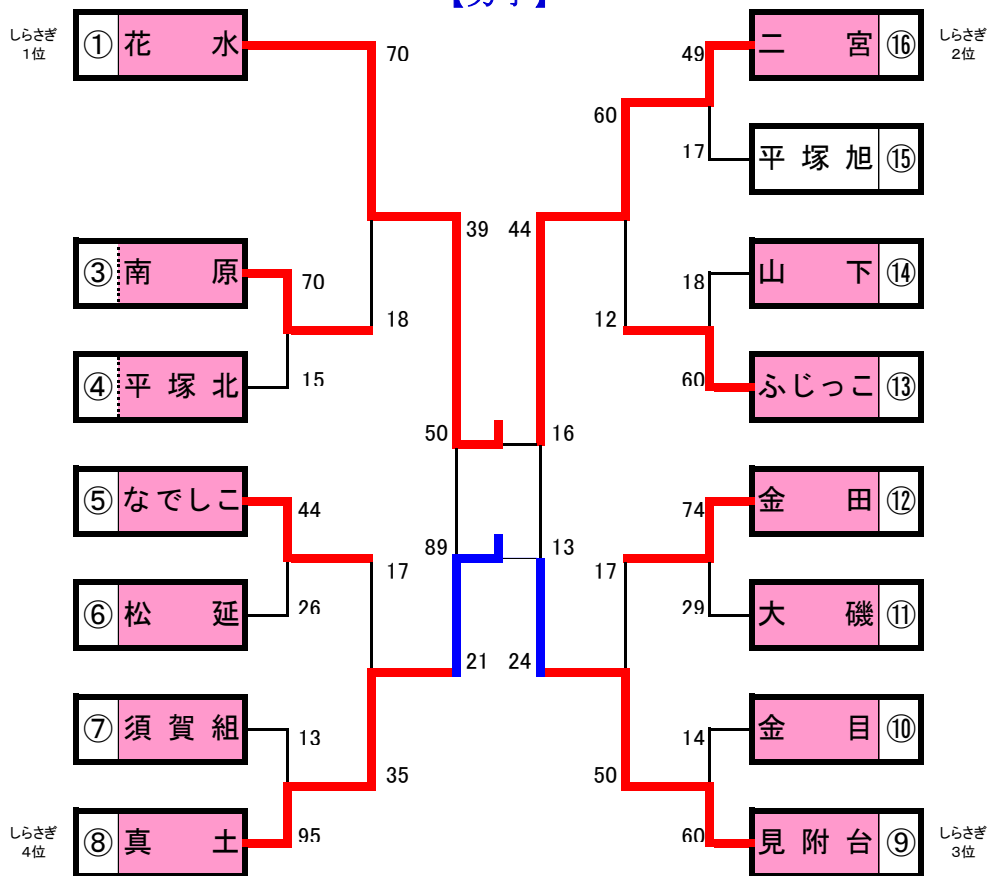 【男子】
しらさぎ
1位
① 花水
70
③ 南原
70
18
④ 平塚北
15
39
50
⑤ なでしこ
44
17
⑥ 松延
26
89
21
⑦ 須賀組
13
35
しらさぎ
4位
⑧ 真土
95
49
二宮 ⑯
しらさぎ
2位
60
17
平塚旭 ⑮
44
18
山下 ⑭
12
60
ふじっこ ⑬
16
74
金田 ⑫
13
17
29
大磯 ⑪
24
14
金目 ⑩
50
60
見附台 ⑨
しらさぎ
3位